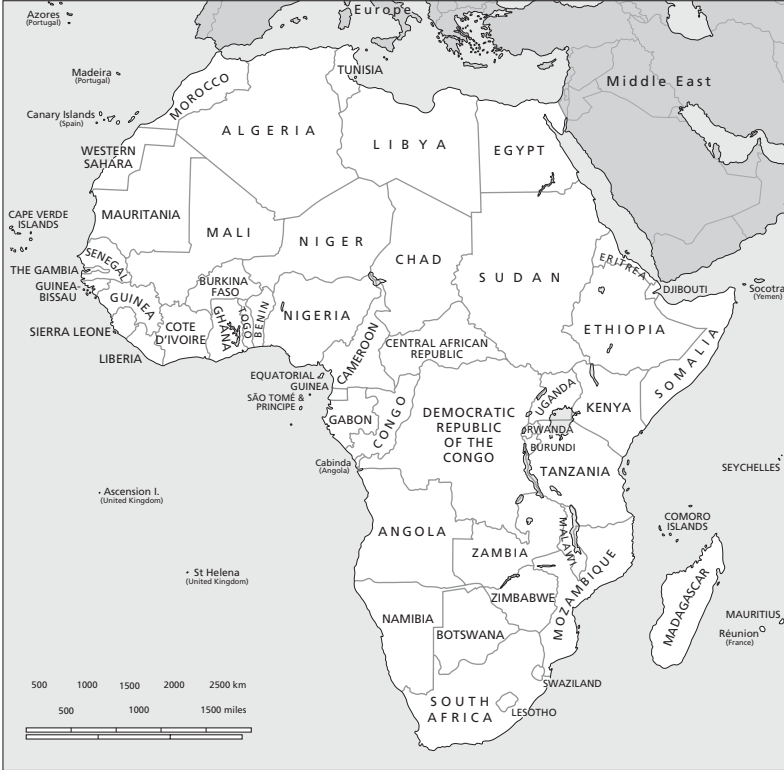 Azores
(Portugal)
Europe
Madeira
(Portugal)
TUNISIA
Middle East
MOROCCO
Canary Islands
(Spain)
ALGERIA
LIBYA
EGYPT
WESTERN
SAHARA
MAURITANIA
CAPE VERDE
ISLANDS
MALI
NIGER
CHAD
SUDAN
ERITREA
SENEGAL
THE GAMBIA
GUINEA-
BISSAU
GUINEA
BURKINA
FASO
DJIBOUTI
Socotra
(Yemen)
SIERRA LEONE
COTE
D'IVOIRE
GHANA
TOGO
BENIN
NIGERIA
ETHIOPIA
SOMALIA
LIBERIA
CAMEROON
CENTRAL AFRICAN
REPUBLIC
EQUATORIAL
GUINEA
SÃO TOMÉ &
PRINCIPE
GABON
CONGO
DEMOCRATIC
REPUBLIC
OF THE
CONGO
UGANDA
KENYA
RWANDA
BURUNDI
Cabinda
(Angola)
TANZANIA
SEYCHELLES
Ascension I.
(United Kingdom)
COMORO
ISLANDS
ANGOLA
ZAMBIA
MALAWI
MOZAMBIQUE
St Helena
(United Kingdom)
ZIMBABWE
MADAGASCAR
NAMIBIA
BOTSWANA
MAURITIUS
Réunion
(France)
SWAZILAND
SOUTH
AFRICA
LESOTHO
500 1000 1500 2000 2500 km
500 1000 1500 miles